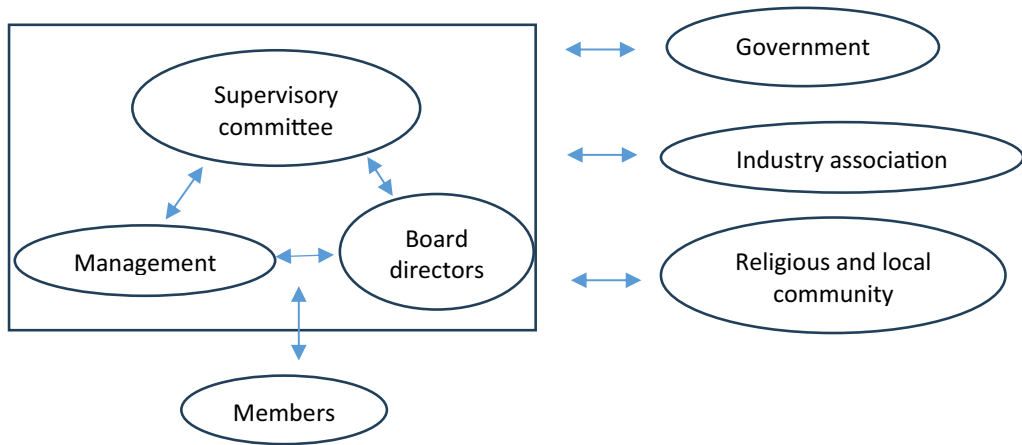 Supervisory
committee
Management
Board
directors
Members
Government
Industry association
Religious and local
community